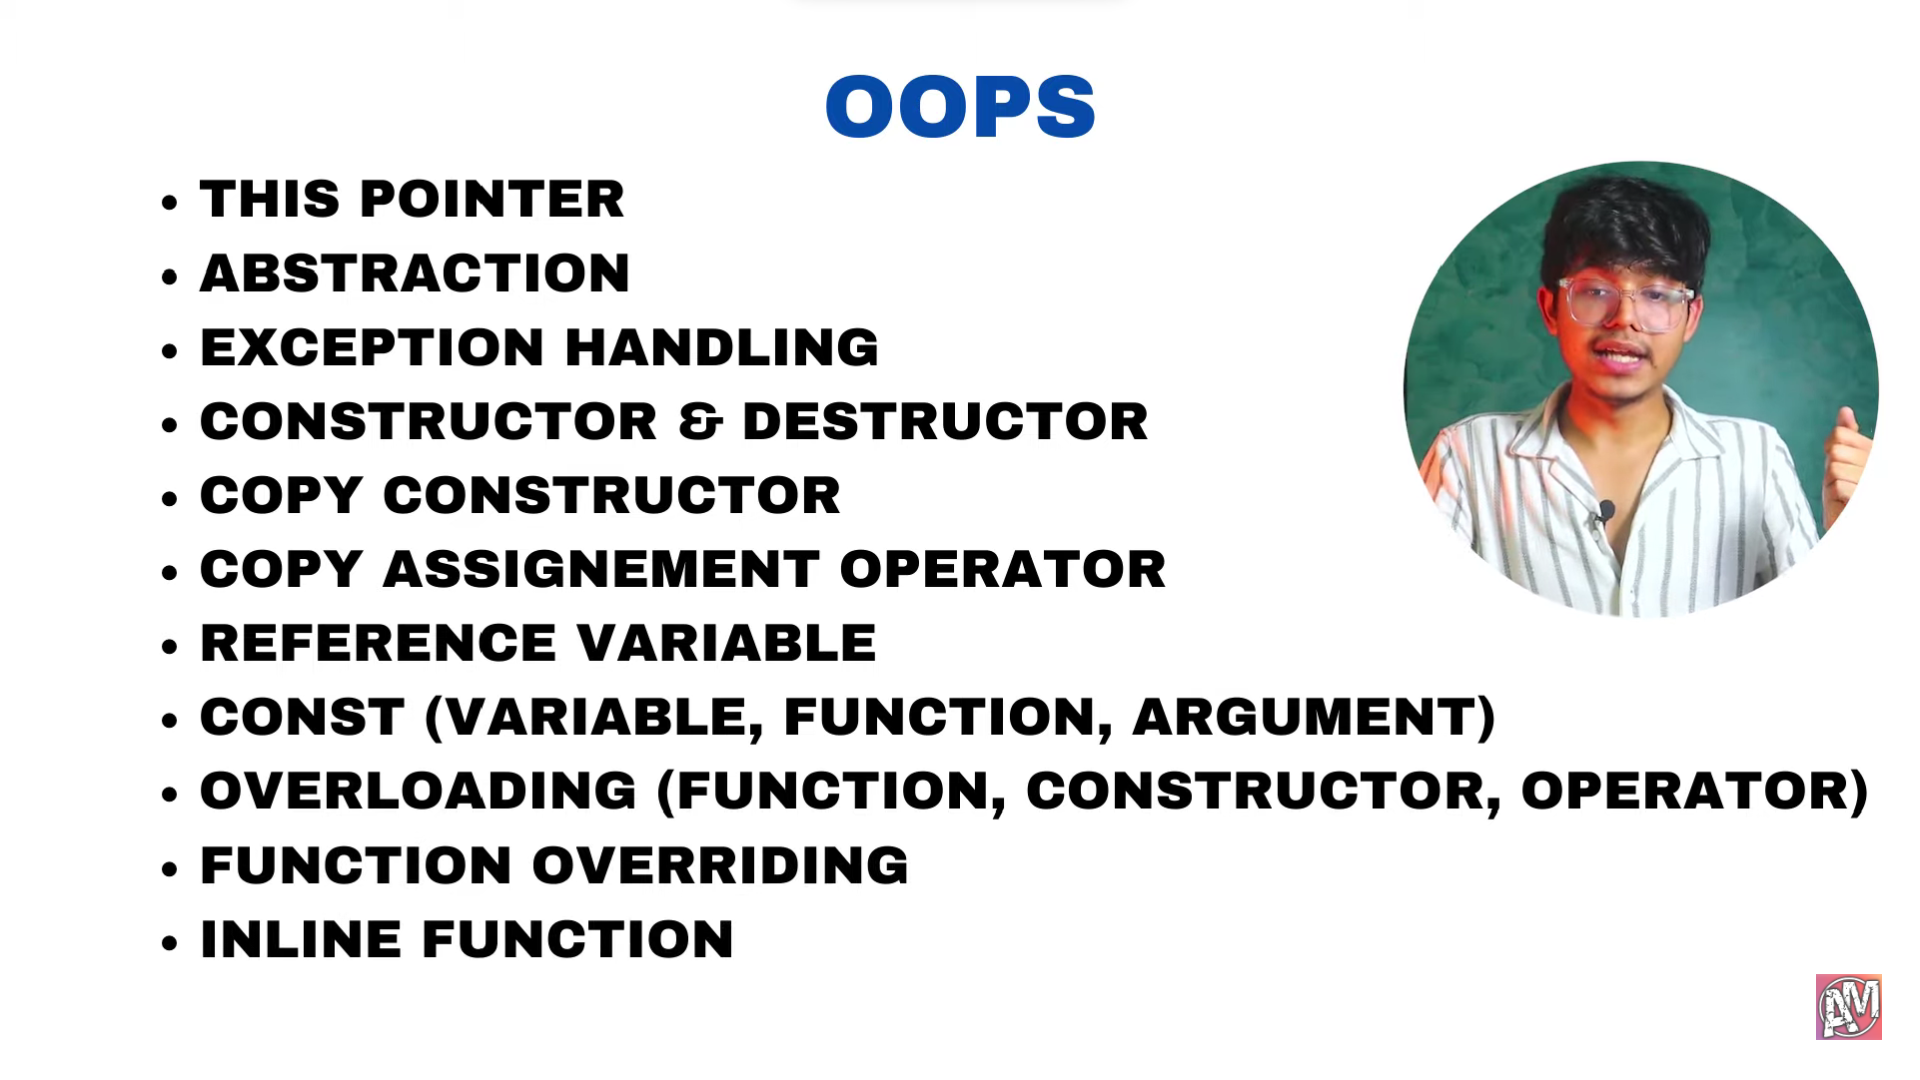 OOPS
• THIS POINTER
• ABSTRACTION
• EXCEPTION HANDLING
• CONSTRUCTOR & DESTRUCTOR
• COPY CONSTRUCTOR
• COPY ASSIGNEMENT OPERATOR
• REFERENCE VARIABLE
• CONST (VARIABLE, FUNCTION, ARGUMENT)
• OVERLOADING (FUNCTION, CONSTRUCTOR, OPERATOR)
• FUNCTION OVERRIDING
• INLINE FUNCTION
AM